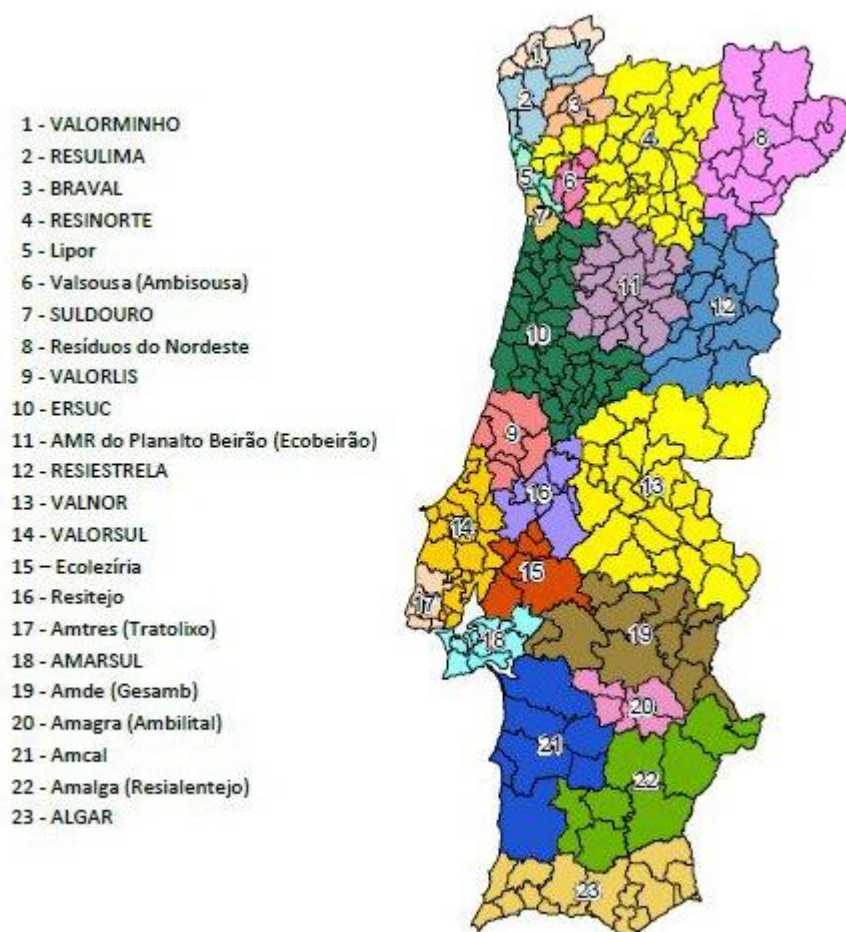 1 - VALORMINHO
2 - RESULIMA
3 - BRAVAL
4 - RESINORTE
5 - Lipor
6 - Valsousa (Ambisousa)
7 - SULDOURO
8 - Resíduos do Nordeste
9 - VALORLIS
10 - ERSUC
11 - AMR do Planalto Beirão (Ecobeirão)
12 - RESIESTRELA
13 - VALNOR
14 - VALORSUL
15 – Ecolezíria
16 - Resitejo
17 - Amtres (Tratolixo)
18 - AMARSUL
19 - Amde (Gesamb)
20 - Amagra (Ambilital)
21 - Amcal
22 - Amalga (Resialentejo)
23 - ALGAR
1
2
3
4
8
5
6
7
11
12
10
9
16
13
14
15
17
18
19
20
21
22
23